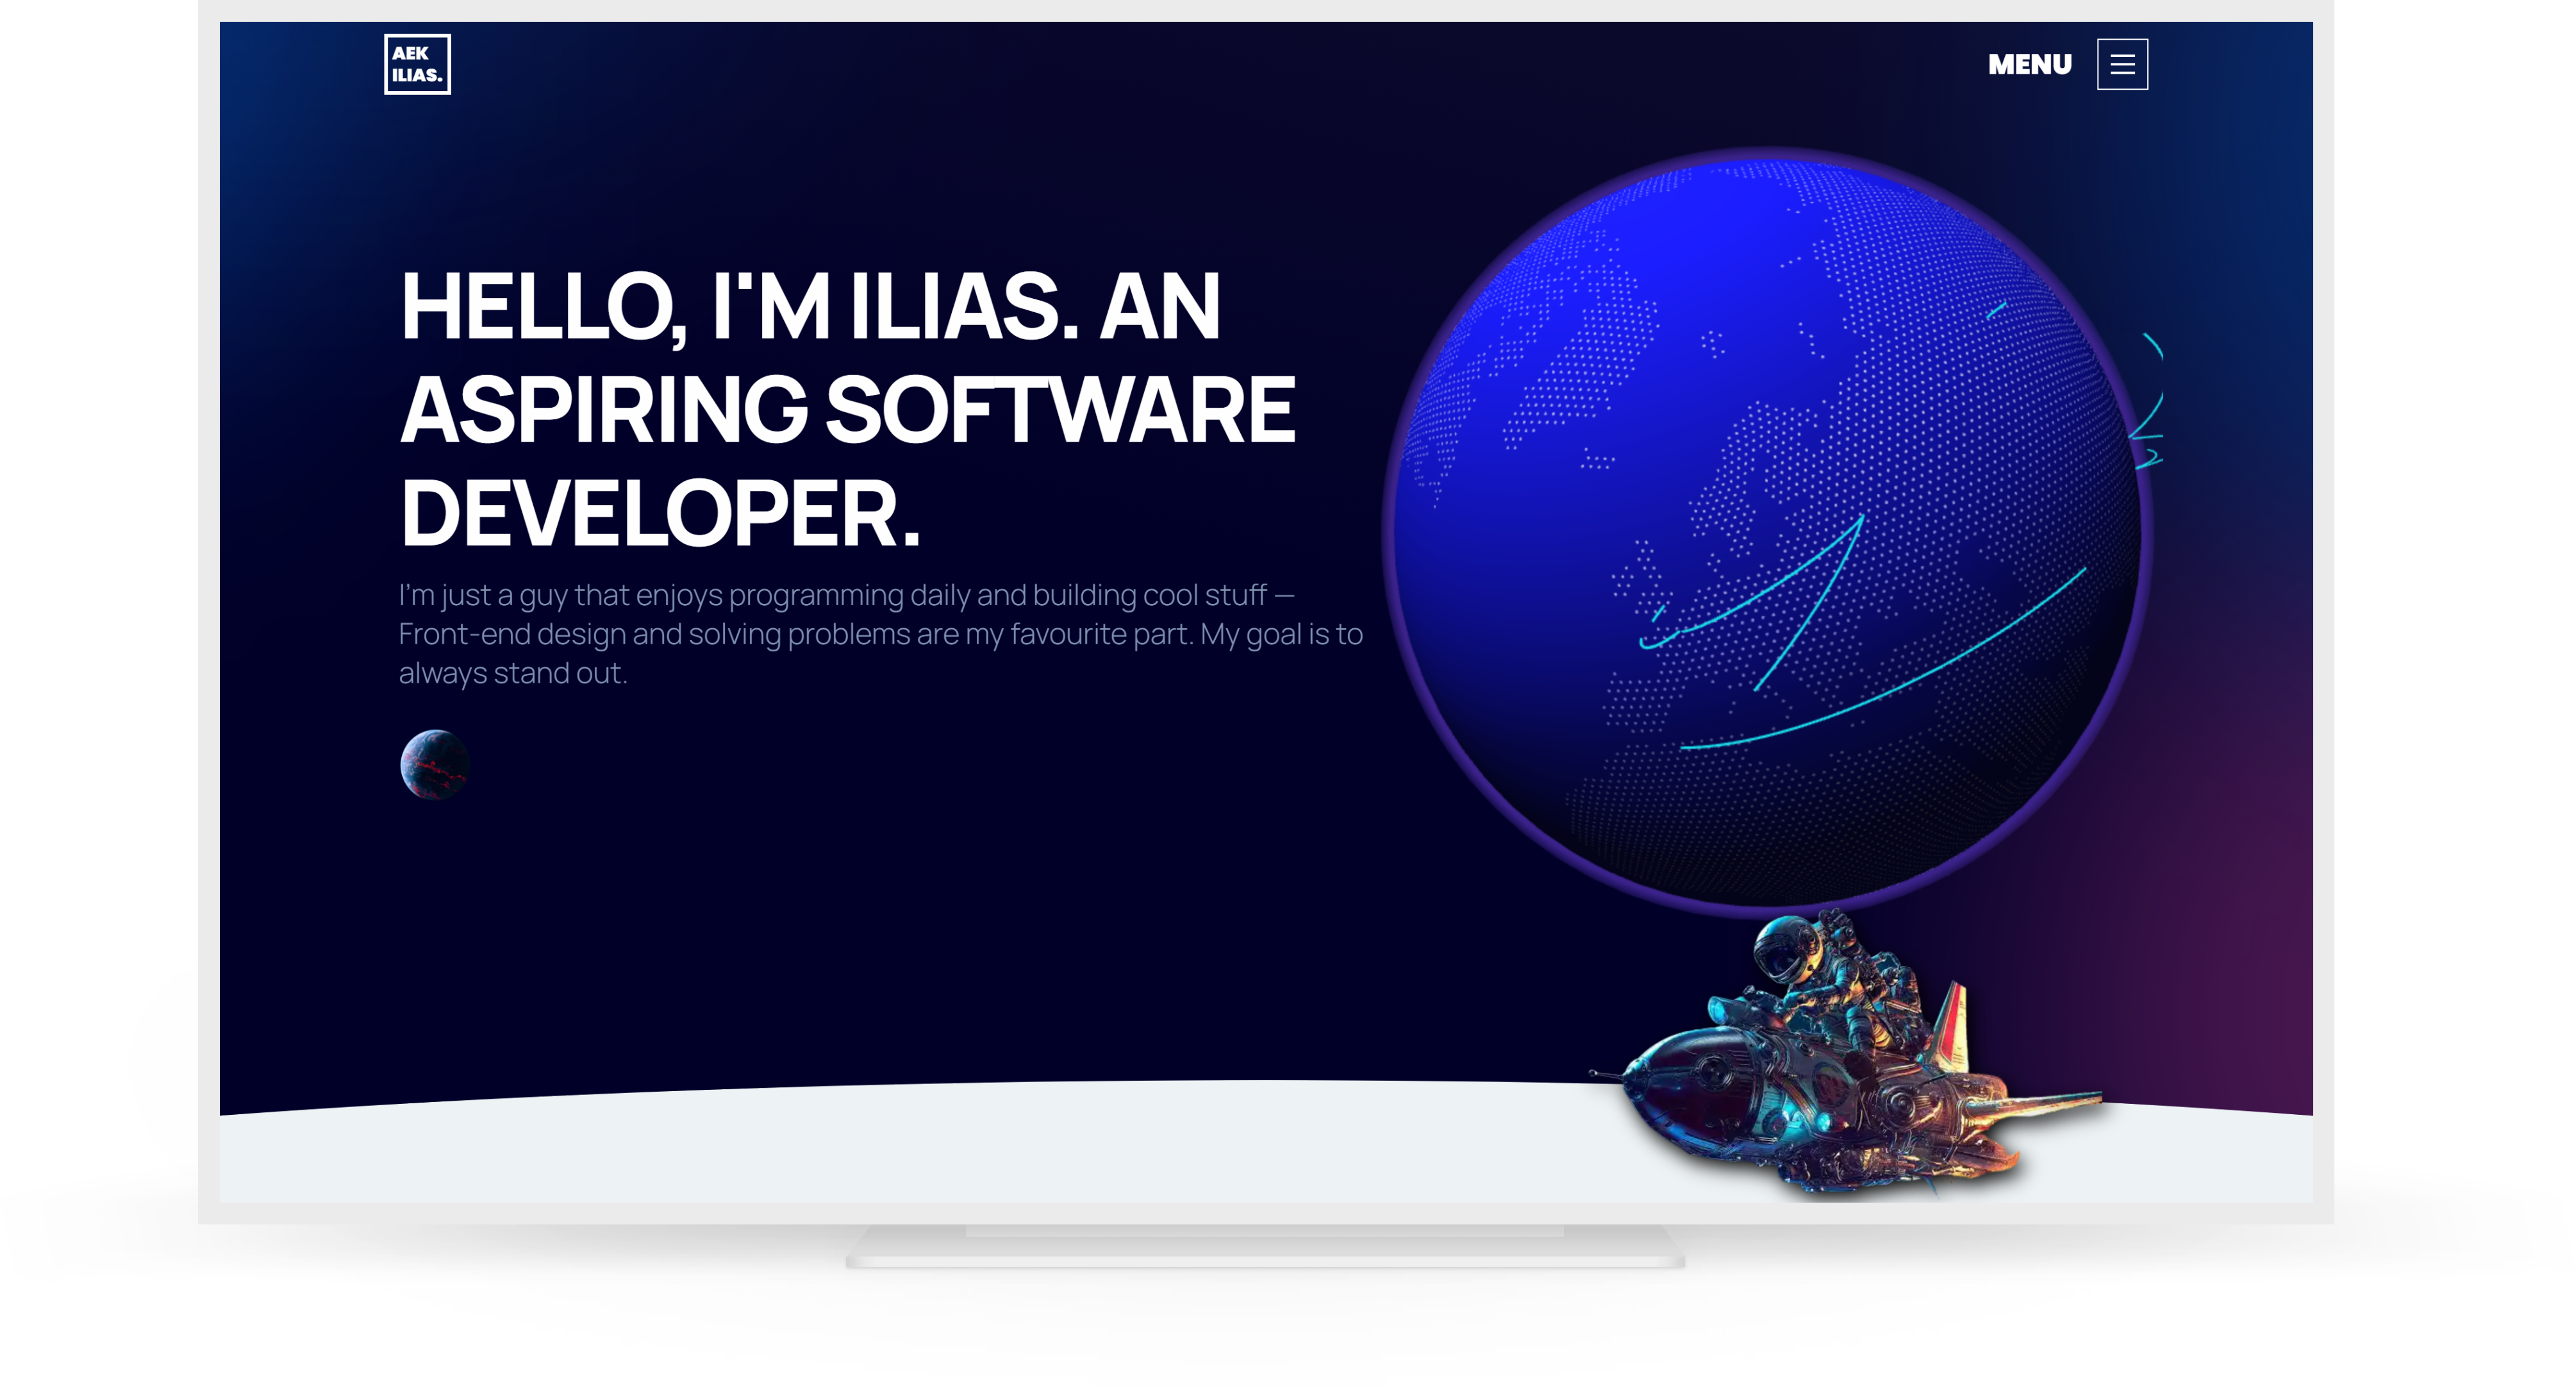 AEK
ILIAS.
MENU
HELLO, I'M ILIAS. AN
ASPIRING SOFTWARE
DEVELOPER.
I’m just a guy that enjoys programming daily and building cool stuff —
Front-end design and solving problems are my favourite part. My goal is to
always stand out.